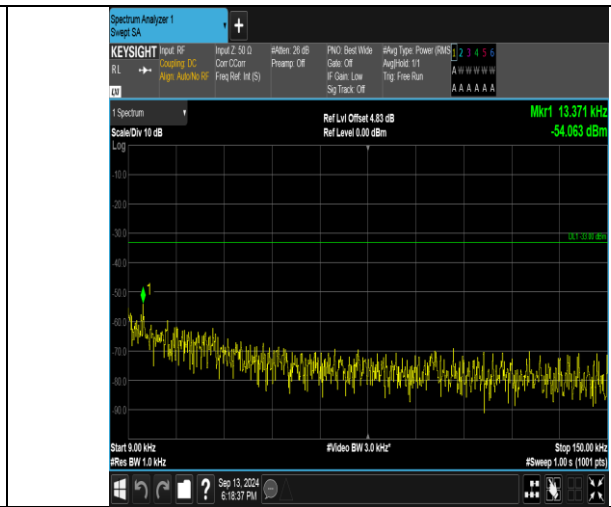 Spectrum Analyzer 1
Swept SA
+
KEYSIGHT Input: RF Input Z: 50 Ω #Atten: 26 dB PNO: Best Wide #Avg Type: Power (RMS 1 2 3 4 5 6
RL Coupling: DC Corr CCorr Preamp: Off Gate: Off Avg|Hold: 1/1 A W W W W W
Align: Auto/No RF Freq Ref: Int (S) IF Gain: Low Trig: Free Run
LXI Sig Track: Off A A A A A A
1 Spectrum Ref Lvl Offset 4.83 dB Mkr1 13.371 kHz
Scale/Div 10 dB Ref Level 0.00 dBm -54.063 dBm
Log
-10.0
-20.0
-30.0
DL1 -33.00 dBm
-40.0
-50.0
1
-60.0
-70.0
-80.0
-90.0
Start 9.00 kHz #Video BW 3.0 kHz* Stop 150.00 kHz
#Res BW 1.0 kHz #Sweep 1.00 s (1001 pts)
? Sep 13, 2024
6:18:37 PM